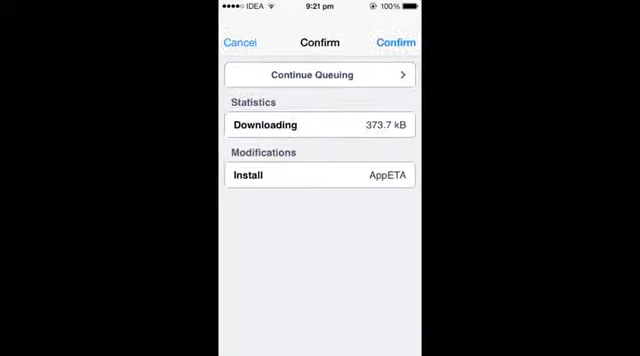 IDEA 9:21 pm 100%
Cancel Confirm Confirm
Continue Queuing
Statistics
Downloading 373.7 kB
Modifications
Install AppETA